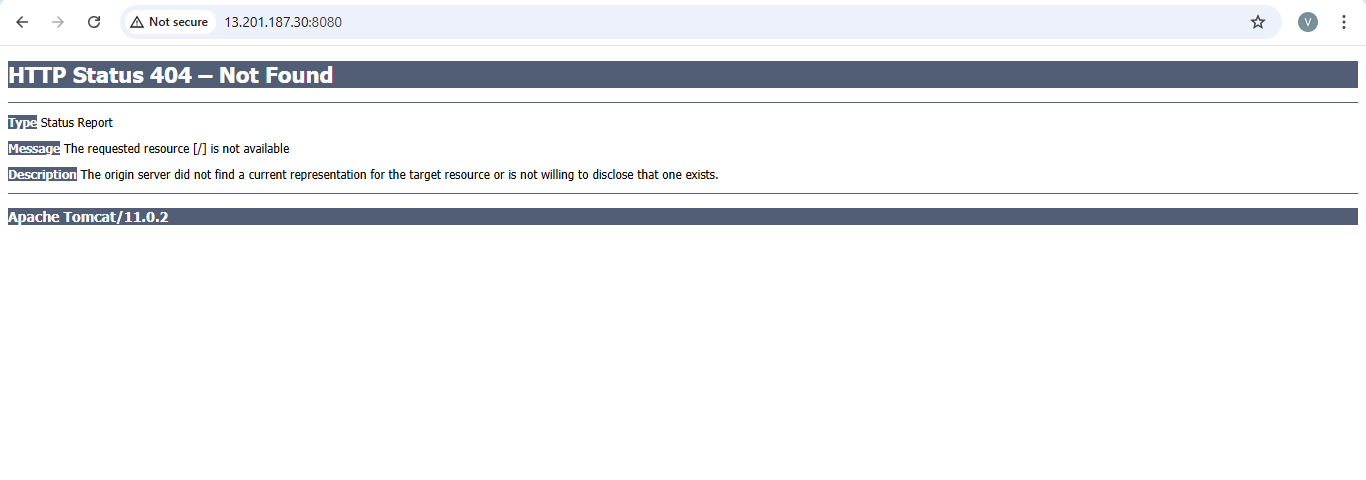 Not secure 13.201.187.30:8080 V
HTTP Status 404 – Not Found
Type Status Report
Message The requested resource [/] is not available
Description The origin server did not find a current representation for the target resource or is not willing to disclose that one exists.
Apache Tomcat/11.0.2